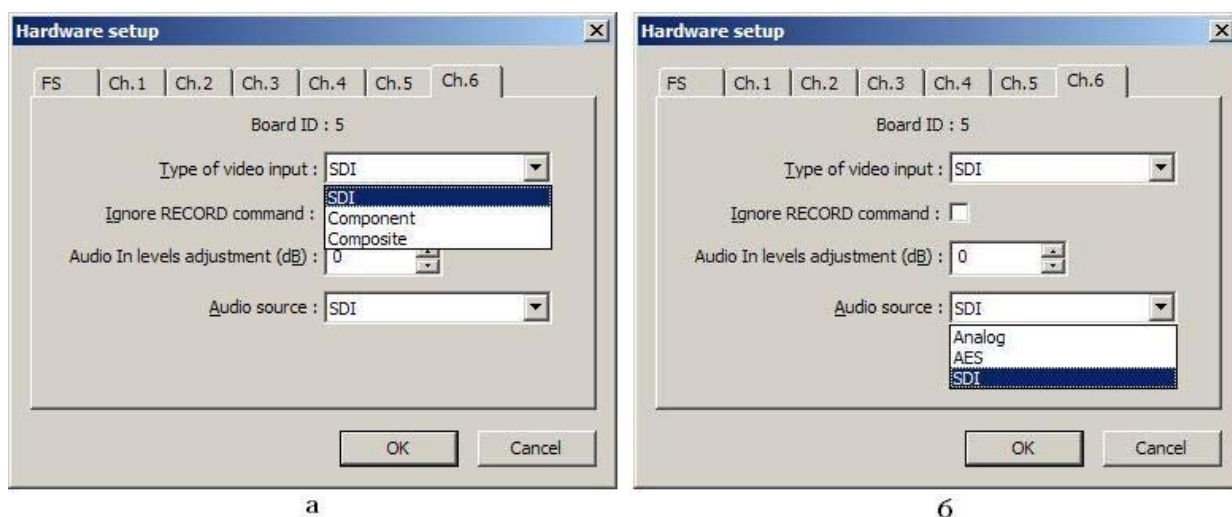 Hardware setup
FS Ch.1 Ch.2 Ch.3 Ch.4 Ch.5 Ch.6
Board ID : 5
Type of video input : SDI
SDI
Ignore RECORD command :
Component
Composite
Audio In levels adjustment (dB) : 0
Audio source : SDI
OK Cancel
а
Hardware setup
FS Ch.1 Ch.2 Ch.3 Ch.4 Ch.5 Ch.6
Board ID : 5
Type of video input : SDI
Ignore RECORD command :
Audio In levels adjustment (dB) : 0
Audio source : SDI
Analog
AES
SDI
OK Cancel
б